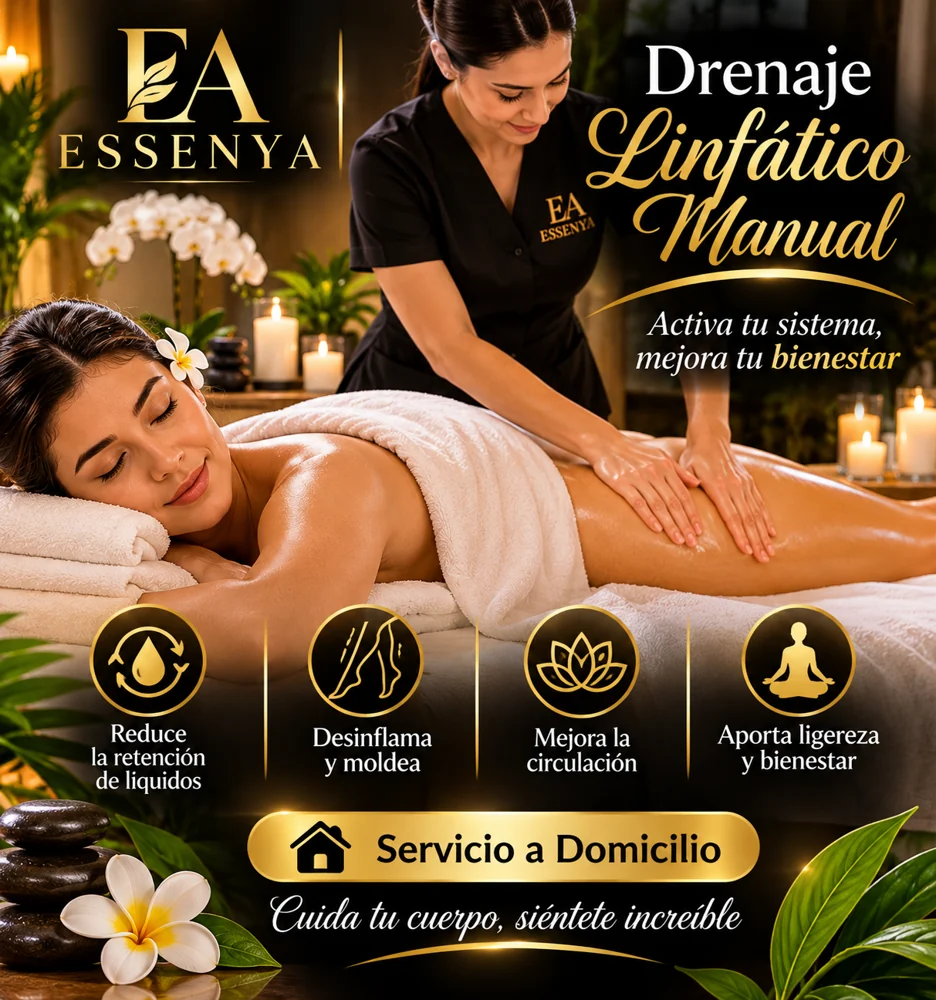 EA
ESSENYA
Drenaje
Linfático
Manual
Activa tu sistema,
mejora tu bienestar
EA
ESSENYA
Reduce
la retención
de liquidos
Desinflama
y moldea
Mejora la
circulación
Aporta ligereza
y bienestar
Servicio a Domicilio
Cuida tu cuerpo, siéntete increíble